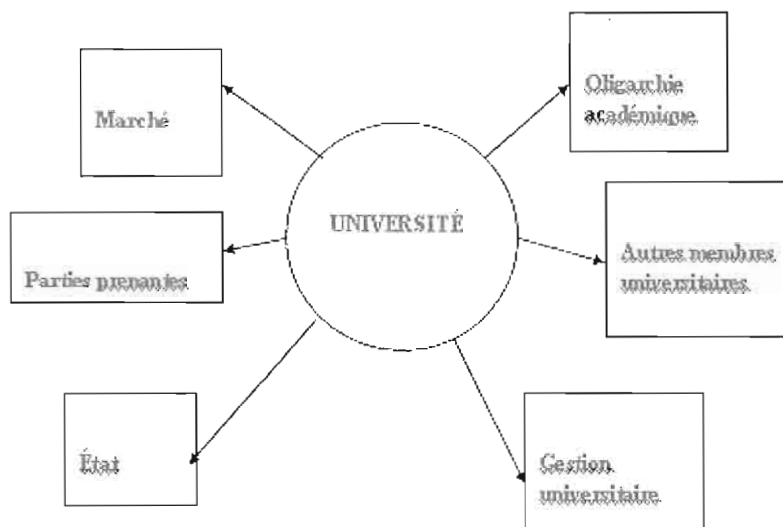 Marché
Oligarchie
académique
UNIVERSITÉ
Parties prenantes
Autres membres
universitaires
État
Gestion
universitaire